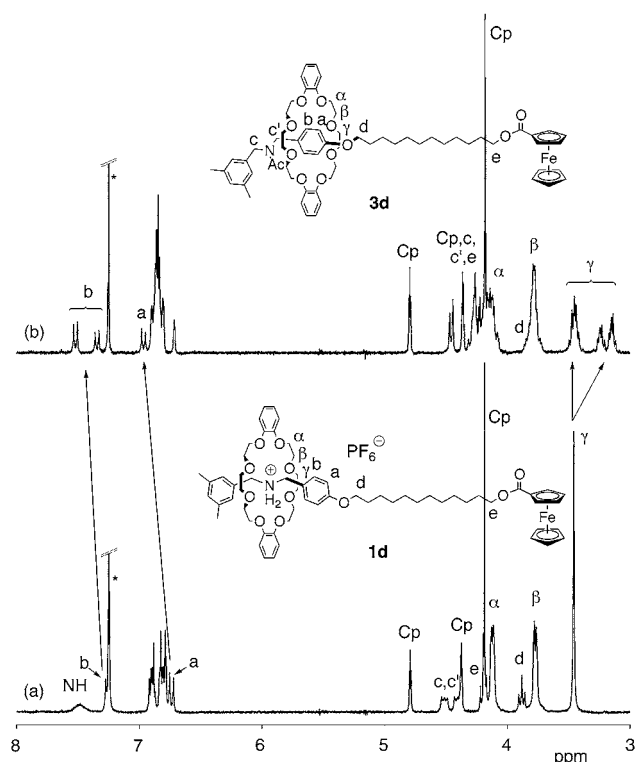 Cp
α
β
γ
O
O
O
O
O
O
O
O
b
a
c
c'
N
Ac
O
d
O
O
e
Fe
3d
Cp
Cp,c,
c',e
α
β
γ
d
b
a
*
(b)
PF6⊖
α
β
γ
b
a
O
O
O
O
O
O
O
O
⊕
N
H2
O
d
O
O
e
Fe
1d
Cp
γ
Cp
Cp
α
β
c,c'
e
d
*
b
NH
a
(a)
8 7 6 5 4 3
ppm